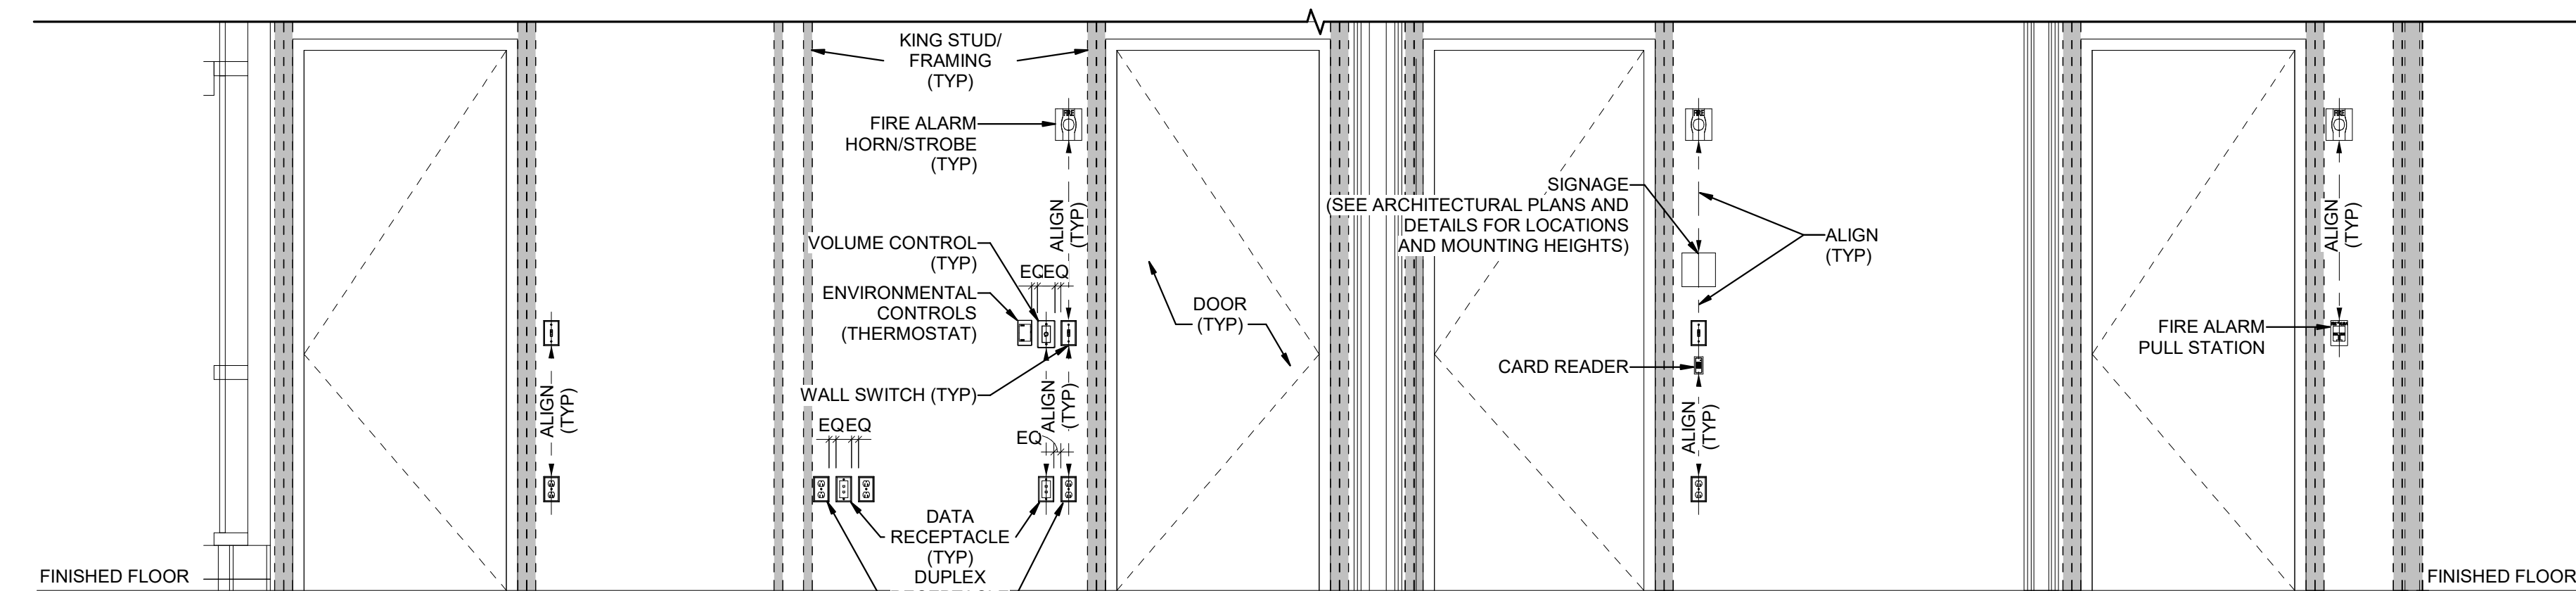 KING STUD/
FRAMING
(TYP)
FIRE ALARM
HORN/STROBE
(TYP)
FIRE
ALIGN
(TYP)
VOLUME CONTROL
(TYP)
EQ EQ
ENVIRONMENTAL
CONTROLS
(THERMOSTAT)
WALL SWITCH (TYP)
ALIGN
(TYP)
ALIGN
(TYP)
EQ EQ
EQ
DATA
RECEPTACLE
(TYP)
DUPLEX
DOOR
(TYP)
FIRE
SIGNAGE
(SEE ARCHITECTURAL PLANS AND
DETAILS FOR LOCATIONS
AND MOUNTING HEIGHTS)
ALIGN
(TYP)
CARD READER
ALIGN
(TYP)
FIRE
ALIGN
(TYP)
FIRE ALARM
PULL STATION
FINISHED FLOOR
FINISHED FLOOR